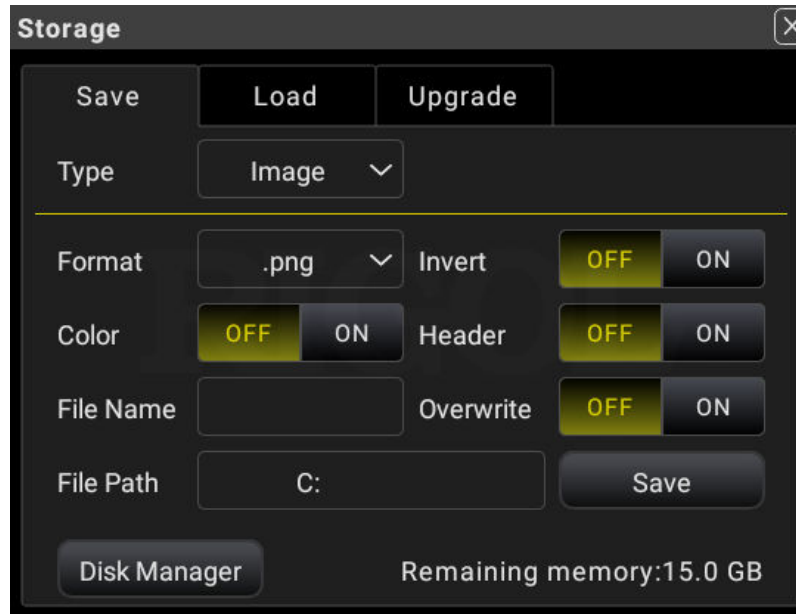 Storage
Save Load Upgrade
Type Image
Format .png Invert OFF ON
Color OFF ON Header OFF ON
File Name Overwrite OFF ON
File Path C: Save
Disk Manager Remaining memory:15.0 GB